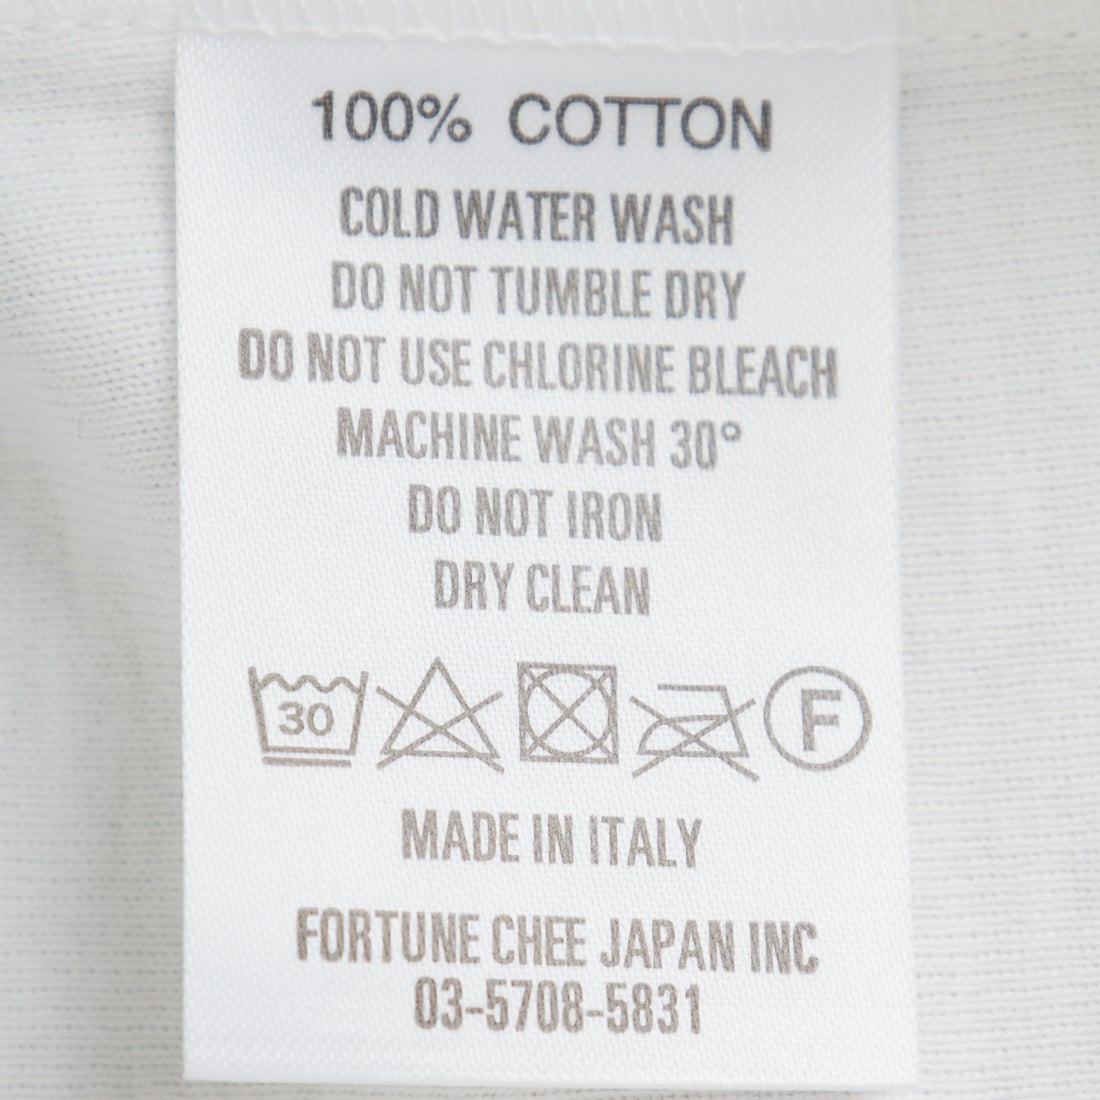 100% COTTON
COLD WATER WASH
DO NOT TUMBLE DRY
DO NOT USE CHLORINE BLEACH
MACHINE WASH 30°
DO NOT IRON
DRY CLEAN
30 F
MADE IN ITALY
FORTUNE CHEE JAPAN INC
03-5708-5831